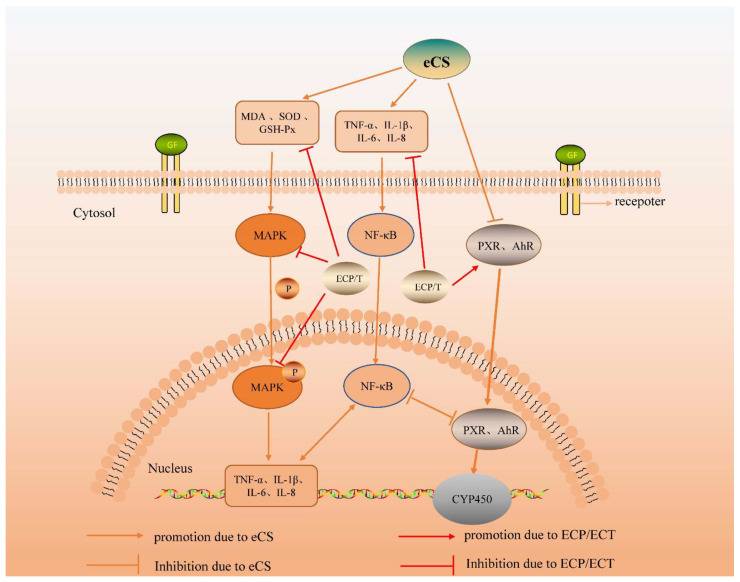 eCS
MDA 、SOD 、
GSH-Px
TNF-α、IL-1β、
IL-6、IL-8
GF
GF
recepoter
Cytosol
MAPK
NF-κB
PXR、AhR
ECP/T
ECP/T
P
P
MAPK
NF-κB
PXR、AhR
Nucleus
TNF-α、IL-1β、
IL-6、IL-8
CYP450
promotion due to eCS
promotion due to ECP/ECT
Inhibition due to eCS
Inhibition due to ECP/ECT